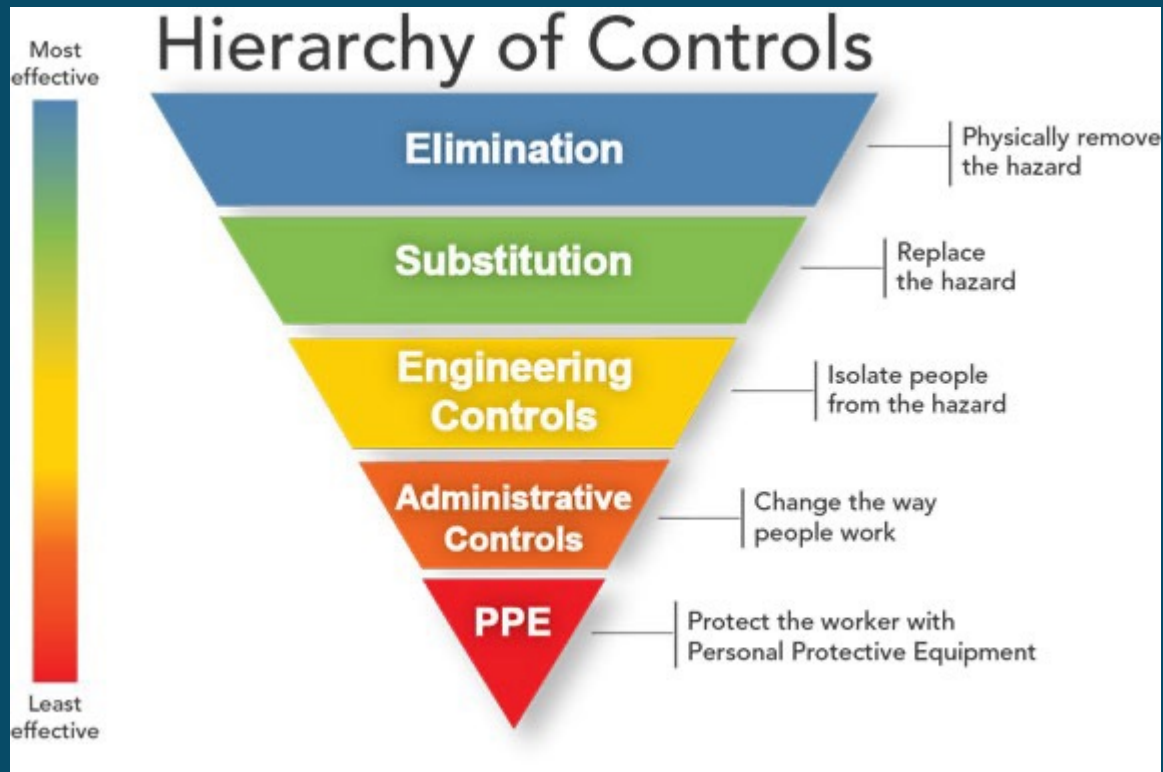 Hierarchy of Controls
Most
effective
Elimination
Physically remove
the hazard
Substitution
Replace
the hazard
Engineering
Controls
Isolate people
from the hazard
Administrative
Controls
Change the way
people work
PPE
Protect the worker with
Personal Protective Equipment
Least
effective